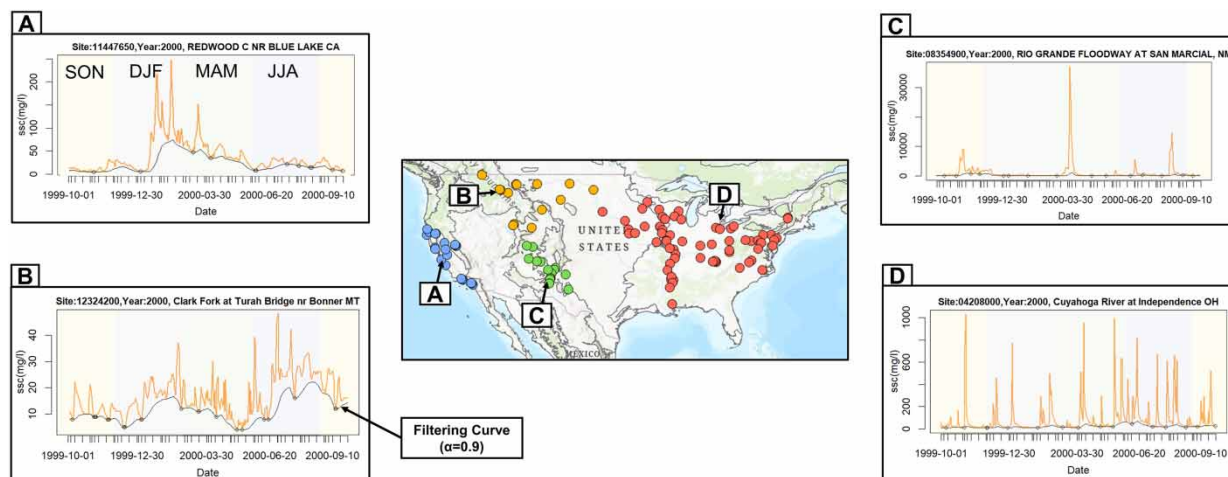 A
Site:11447650,Year:2000, REDWOOD C NR BLUE LAKE CA
SON DJF MAM JJA
ssc(mg/l)
200
150
100
50
0
1999-10-01 1999-12-30 2000-03-30 2000-06-20 2000-09-10
Date
B
Site:12324200,Year:2000, Clark Fork at Turah Bridge nr Bonner MT
ssc(mg/l)
40
30
20
10
1999-10-01 1999-12-30 2000-03-30 2000-06-20 2000-09-10
Date
Filtering Curve
(α=0.9)
B
D
UNITED
STATES
A
C
MEXICO
C
Site:08354900,Year:2000, RIO GRANDE FLOODWAY AT SAN MARCIAL, NM
ssc(mg/l)
30000
10000
0
1999-10-01 1999-12-30 2000-03-30 2000-06-20 2000-09-10
Date
D
Site:04208000,Year:2000, Cuyahoga River at Independence OH
ssc(mg/l)
1000
600
200
0
1999-10-01 1999-12-30 2000-03-30 2000-06-20 2000-09-10
Date